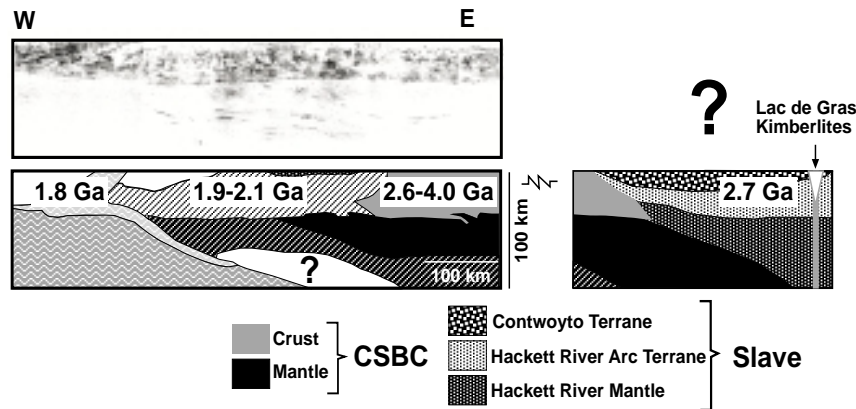 W
E
?
Lac de Gras
Kimberlites
1.8 Ga
1.9-2.1 Ga
2.6-4.0 Ga
2.7 Ga
100 km
?
100 km
Crust
Mantle
CSBC
Contwoyto Terrane
Hackett River Arc Terrane
Hackett River Mantle
Slave